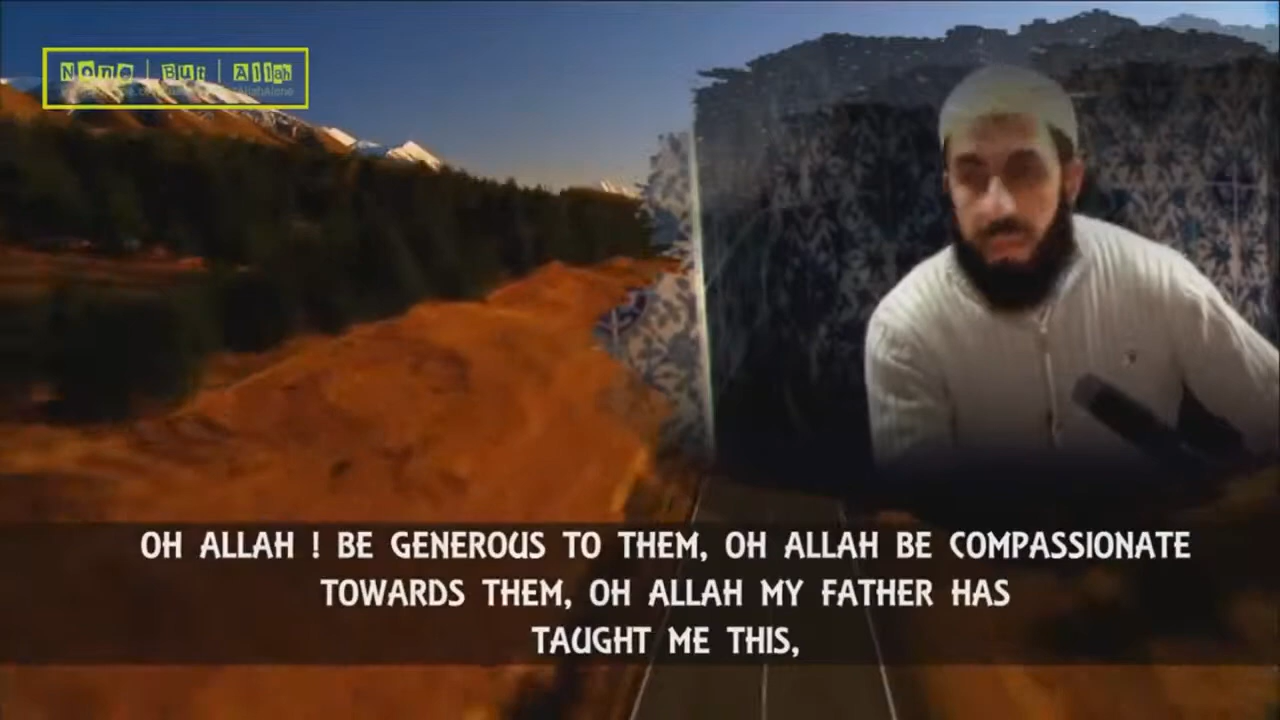 None | But | Allah
OH ALLAH ! BE GENEROUS TO THEM, OH ALLAH BE COMPASSIONATE
TOWARDS THEM, OH ALLAH MY FATHER HAS
TAUGHT ME THIS,